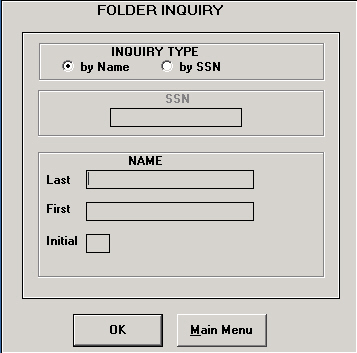 FOLDER INQUIRY
INQUIRY TYPE
by Name by SSN
SSN
NAME
Last
First
Initial
OK Main Menu